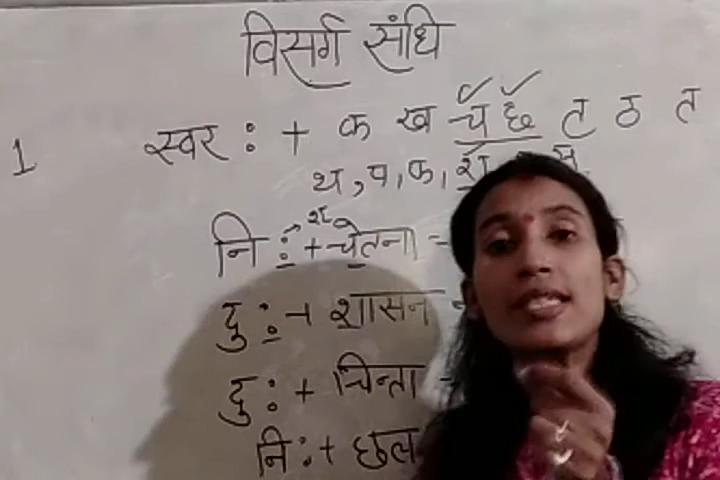 विसर्ग संधि
1 स्वर : + क ख च छ ट ठ त
थ, प, फ, श स
नि : + चेतना =
श
दु : + शासन =
दु : + चिन्ता -
नि : + छल